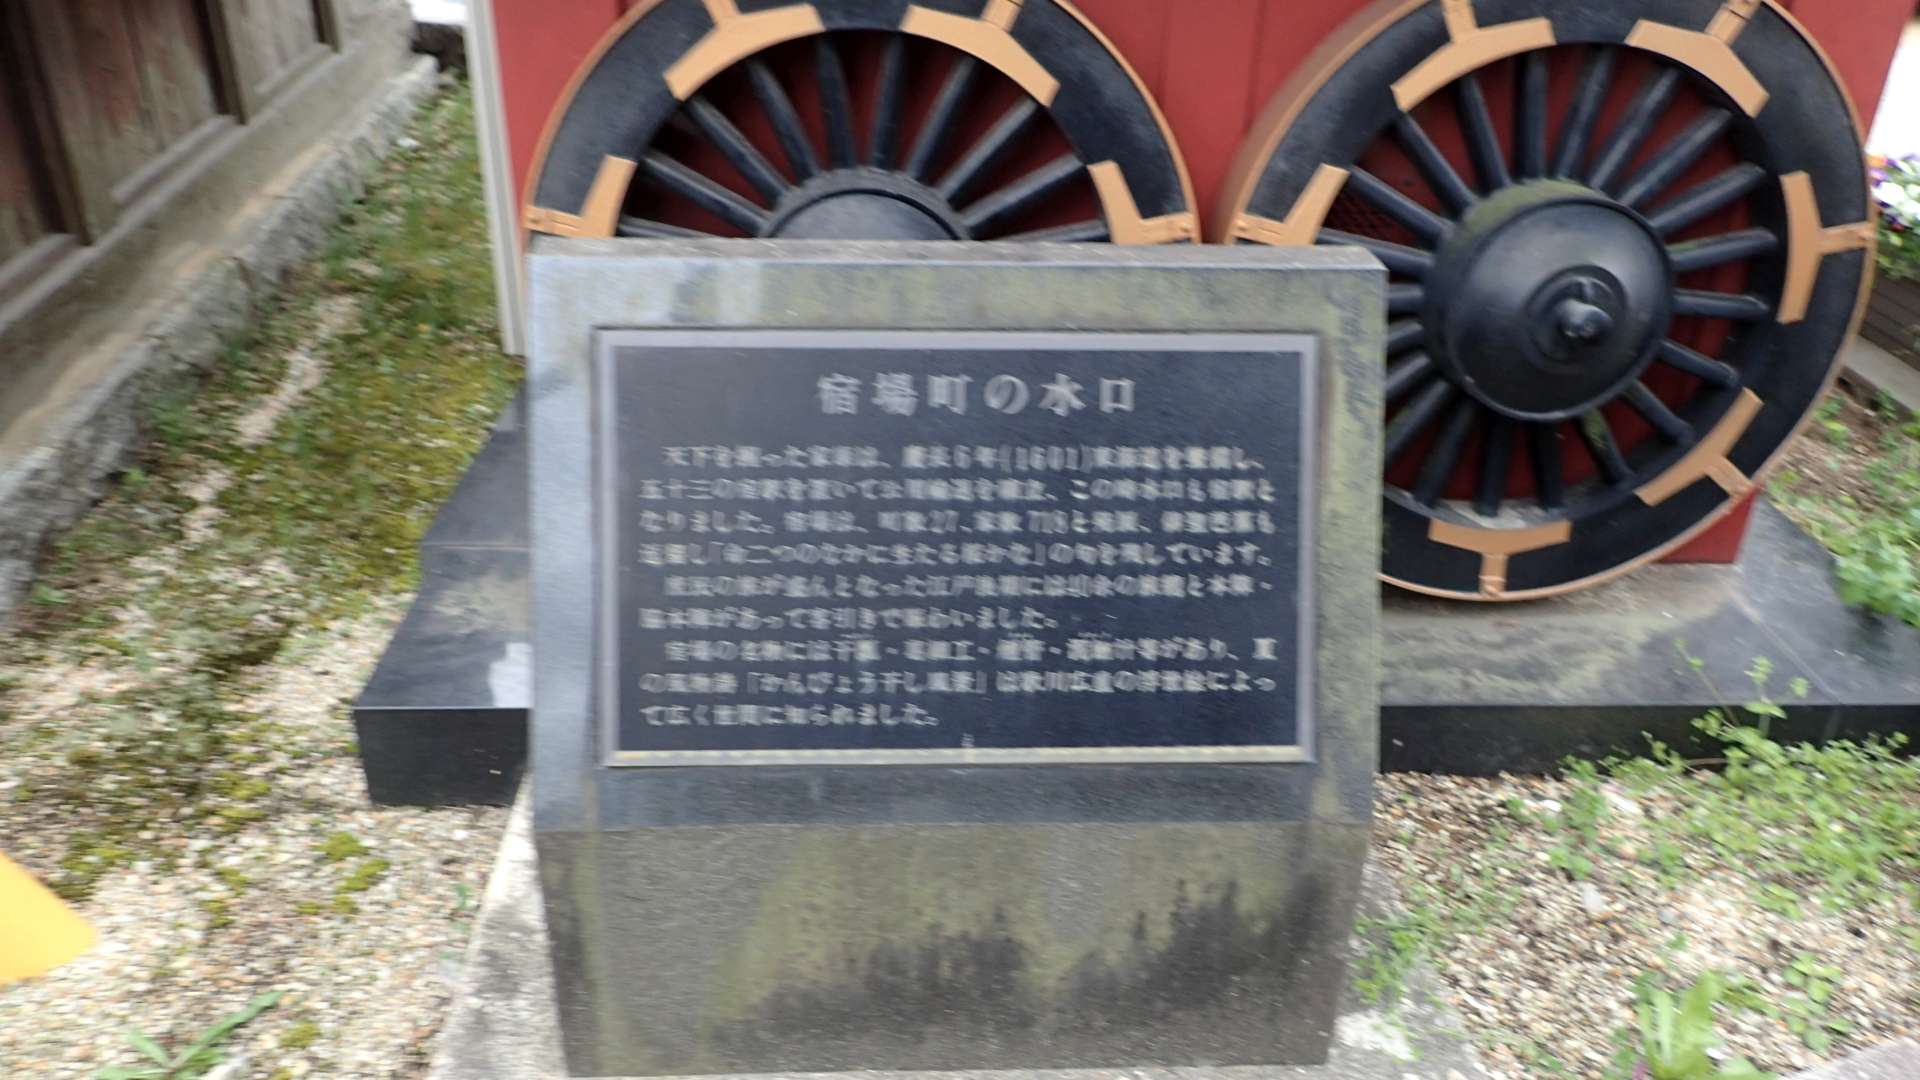 宿場町の水口
天下を握った家康は、慶長6年(1601)東海道を整備し、
五十三の宿駅を置いて公用輸送を確立、この時水口も宿駅と
なりました。宿場は、町数27、家数718と発展、俳聖芭蕉も
逗留し「命二つのなかに生たる桜かな」の句を残しています。
庶民の旅が盛んとなった江戸後期には40余の旅籠と本陣・
脇本陣があって客引きで賑わいました。
宿場の名物には干瓢・葛細工・煙管・泥鰌汁等があり、夏
の風物詩「かんぴょう干し風景」は歌川広重の浮世絵によっ
て広く世間に知られました。